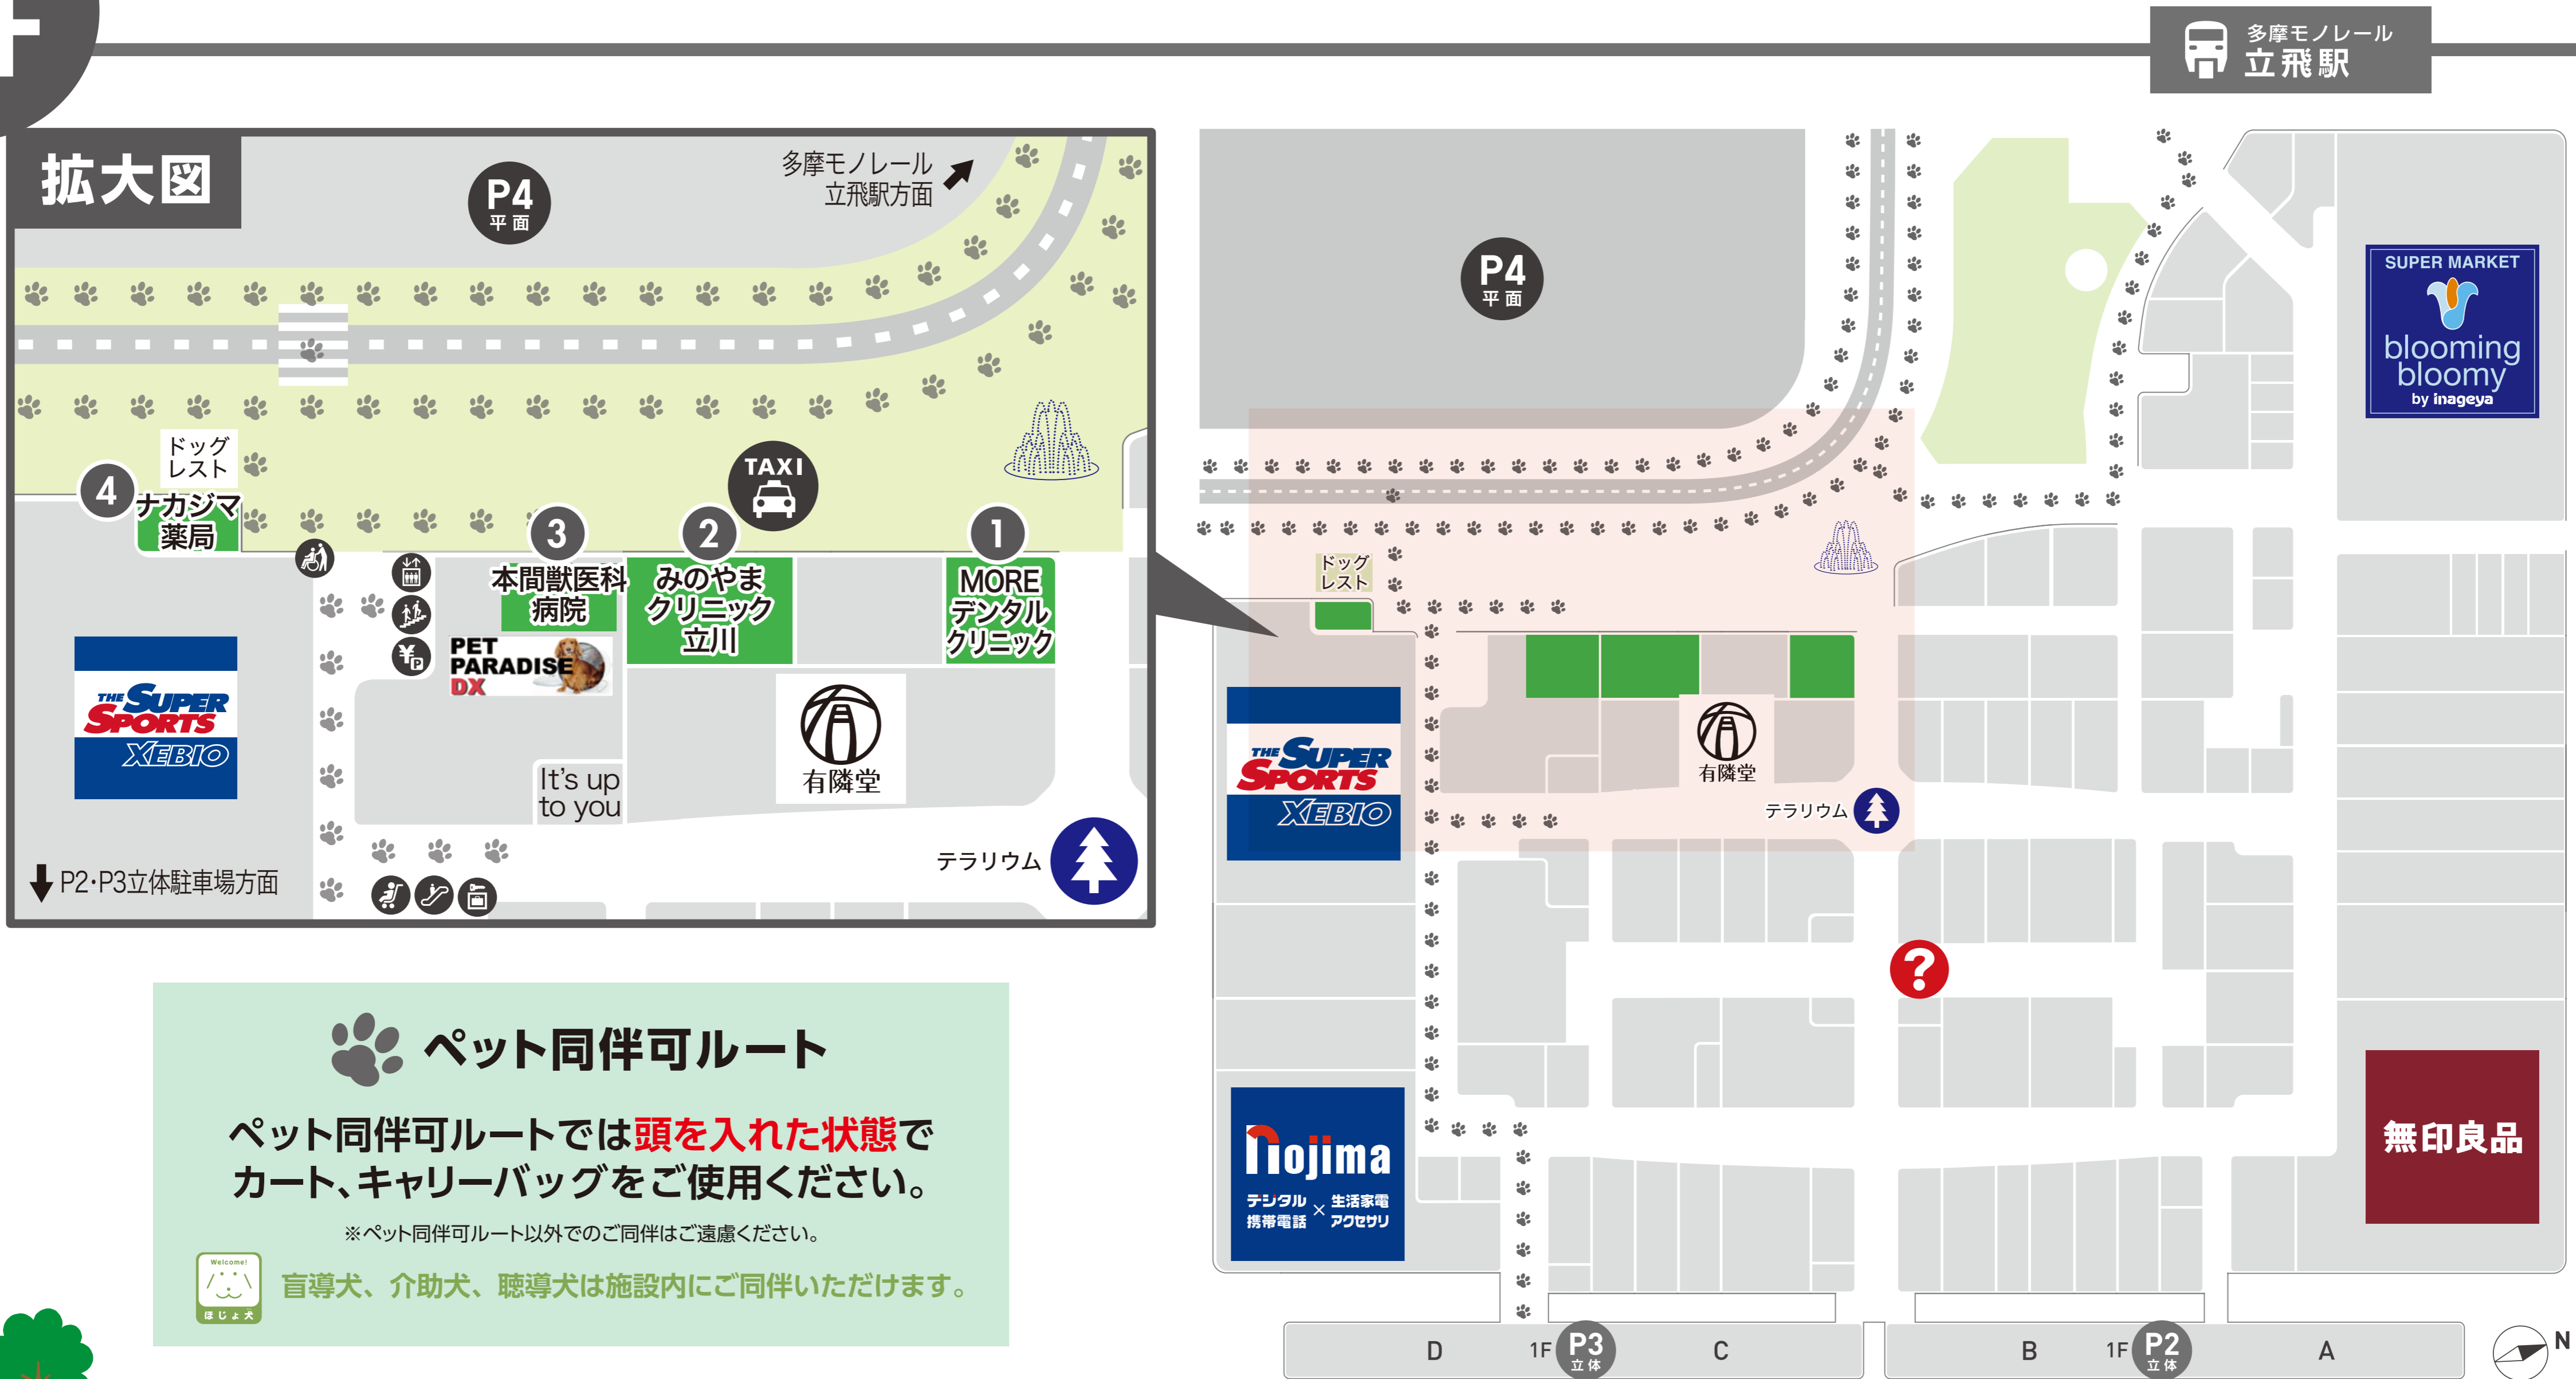 多摩モノレール
立飛駅
拡大図
P4
平面
多摩モノレール
立飛駅方面
ドッグ
レスト
TAXI
4
ナカジマ
薬局
3
本間獣医科
病院
2
みのやま
クリニック
立川
1
MORE
デンタル
クリニック
PET
PARADISE
DX
THE SUPER
SPORTS
XEBIO
有隣堂
It's up
to you
テラリウム
P2・P3立体駐車場方面
ペット同伴可ルート
ペット同伴可ルートでは頭を入れた状態で
カート、キャリーバッグをご使用ください。
※ペット同伴可ルート以外でのご同伴はご遠慮ください。
Welcome!
ほじょ犬
盲導犬、介助犬、聴導犬は施設内にご同伴いただけます。
P4
平面
SUPER MARKET
blooming
bloomy
by inageya
ドッグ
レスト
THE SUPER
SPORTS
XEBIO
有隣堂
テラリウム
?
nojima
デジタル × 生活家電
携帯電話 アクセサリ
無印良品
D 1F P3 立体 C
B 1F P2 立体 A
N